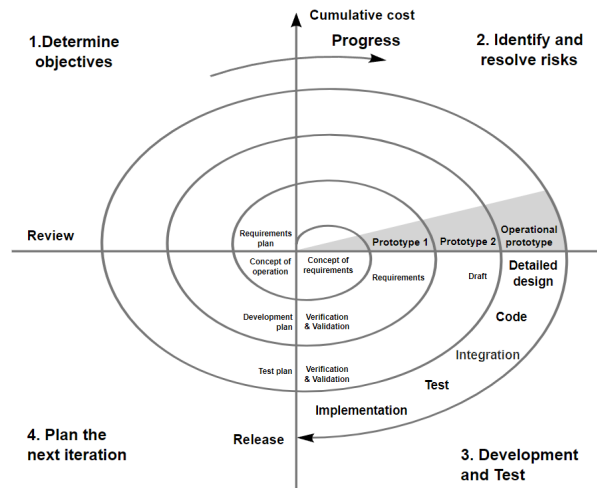 Cumulative cost
1.Determine
objectives
Progress
2. Identify and
resolve risks
Review
Requirements
plan
Prototype 1
Prototype 2
Operational
prototype
Concept of
operation
Concept of
requirements
Requirements
Draft
Detailed
design
Development
plan
Verification
& Validation
Code
Integration
Test plan
Verification
& Validation
Test
Implementation
4. Plan the
next iteration
Release
3. Development
and Test